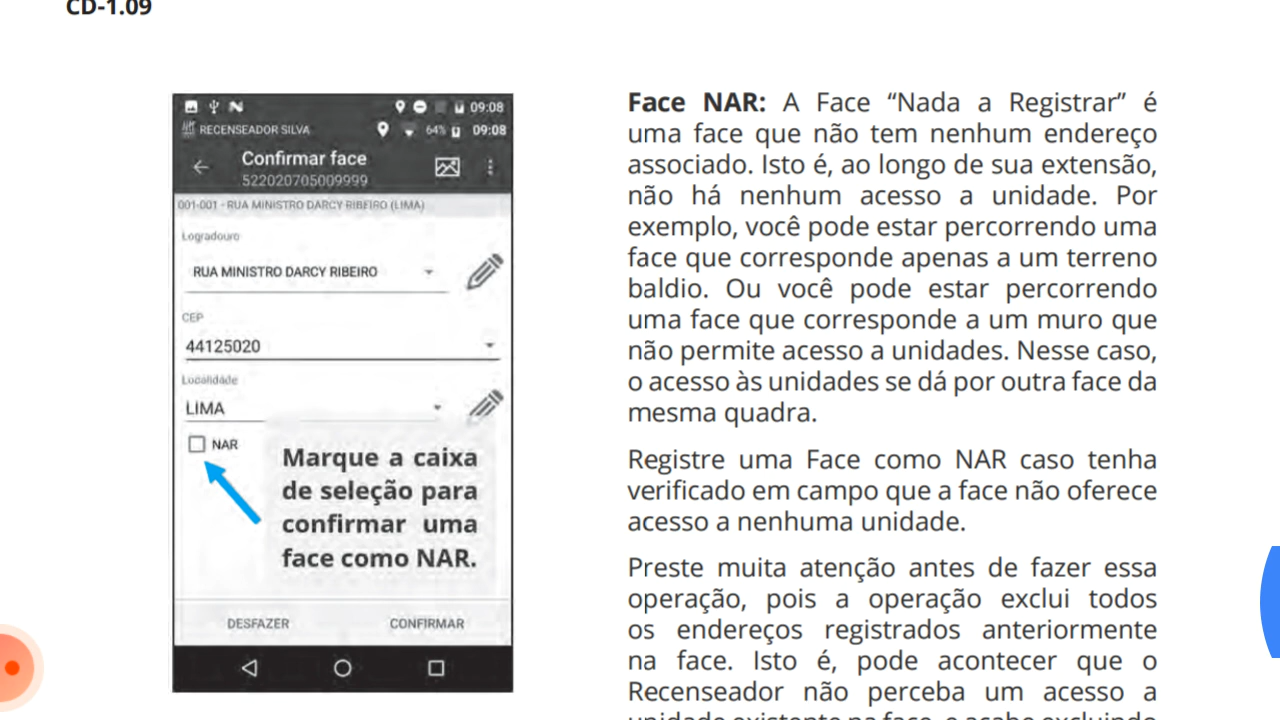 CD-1.09
09:08
RECENSEADOR SILVA
64% 09:08
Confirmar face
522020705009999
001-001 - RUA MINISTRO DARCY RIBEIRO (LIMA)
Logradouro
RUA MINISTRO DARCY RIBEIRO
CEP
44125020
Localidade
LIMA
NAR
Marque a caixa
de seleção para
confirmar uma
face como NAR.
DESFAZER CONFIRMAR
Face NAR: A Face “Nada a Registrar” é
uma face que não tem nenhum endereço
associado. Isto é, ao longo de sua extensão,
não há nenhum acesso a unidade. Por
exemplo, você pode estar percorrendo uma
face que corresponde apenas a um terreno
baldio. Ou você pode estar percorrendo
uma face que corresponde a um muro que
não permite acesso a unidades. Nesse caso,
o acesso às unidades se dá por outra face da
mesma quadra.
Registre uma Face como NAR caso tenha
verificado em campo que a face não oferece
acesso a nenhuma unidade.
Preste muita atenção antes de fazer essa
operação, pois a operação exclui todos
os endereços registrados anteriormente
na face. Isto é, pode acontecer que o
Recenseador não perceba um acesso a
unidade existente na face, e acabe excluindo